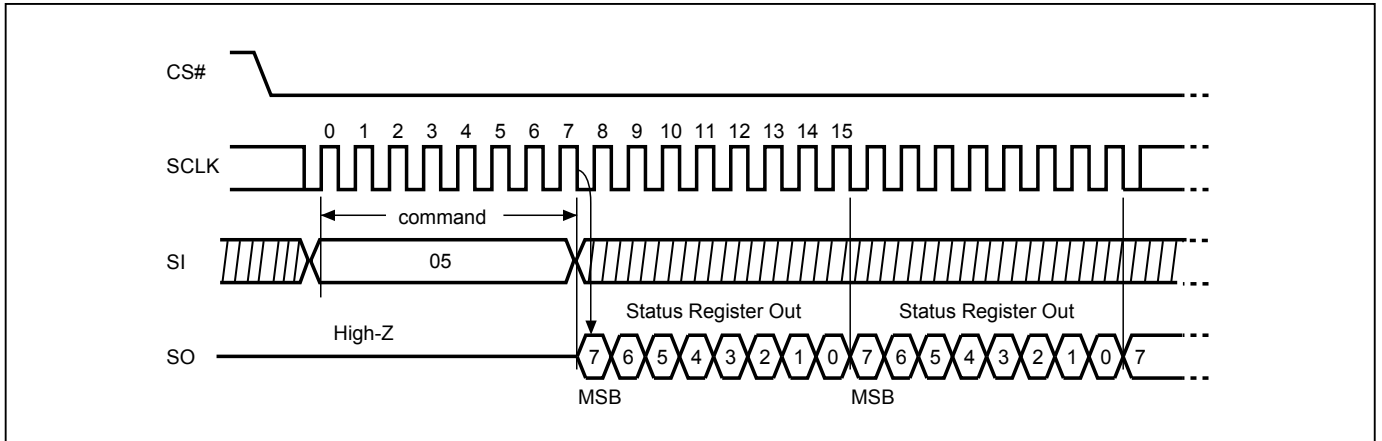 CS#
0 1 2 3 4 5 6 7 8 9 10 11 12 13 14 15
SCLK
command
SI
05
Status Register Out Status Register Out
High-Z
SO
7 6 5 4 3 2 1 0 7 6 5 4 3 2 1 0 7
MSB MSB